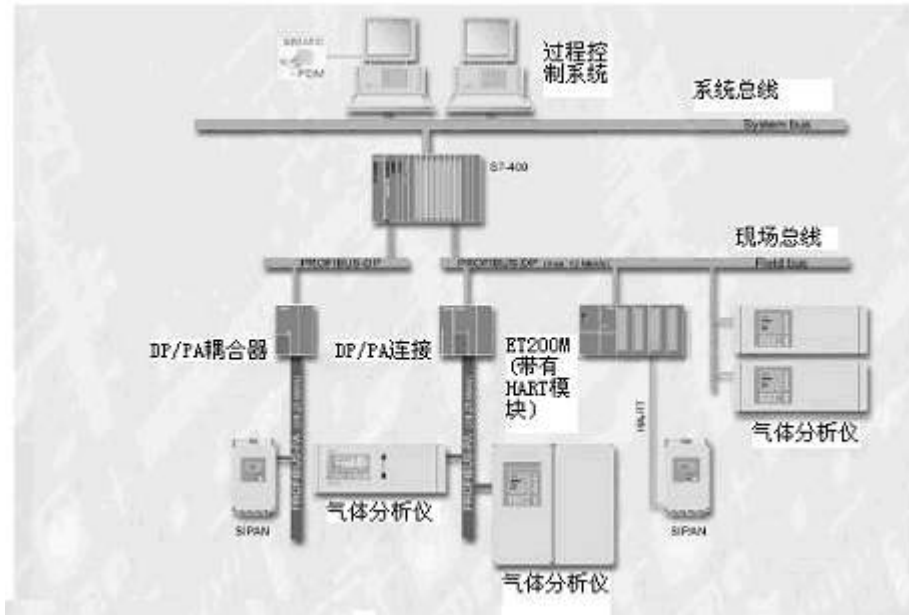 SIMATIC
PDM
过程控
制系统
系统总线
System bus
S7-400
现场总线
PROFIBUS-DP
PROFIBUS-DP
Field bus
DP/PA耦合器
DP/PA连接
ET200M
(带有
HART模
块)
HART
气体分析仪
气体分析仪
SIPAN
SIPAN
气体分析仪